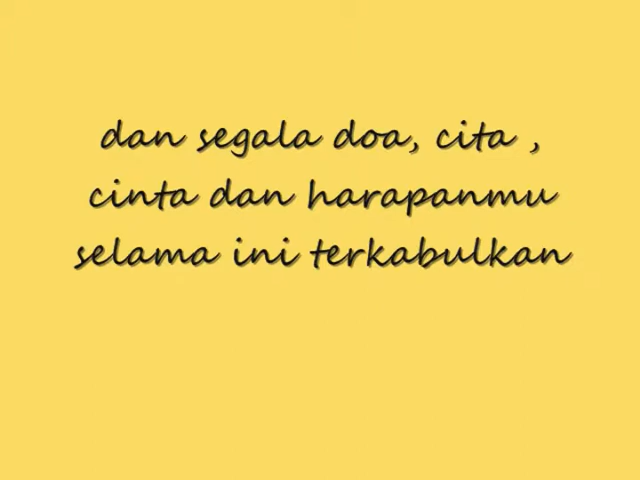 dan segala doa, cita ,
cinta dan harapanmu
selama ini terkabulkan